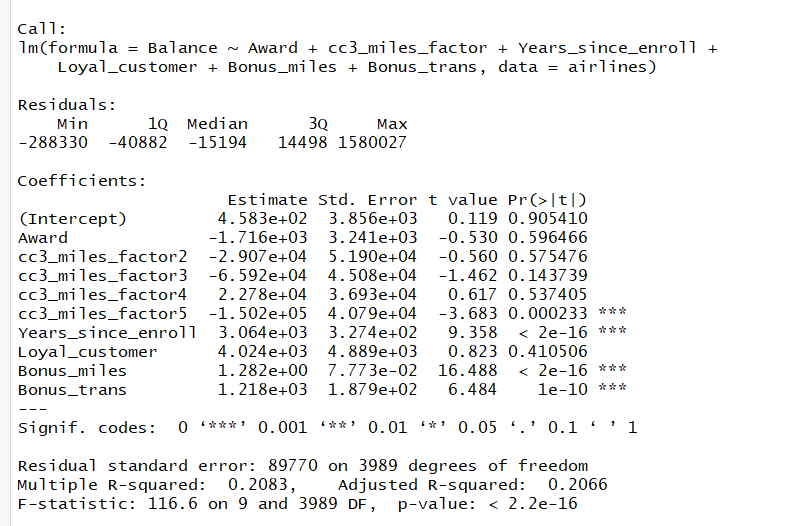 Call:
lm(formula = Balance ~ Award + cc3_miles_factor + Years_since_enroll +
    Loyal_customer + Bonus_miles + Bonus_trans, data = airlines)
Residuals:
    Min      1Q  Median      3Q     Max
-288330  -40882  -15194   14498 1580027
Coefficients:
                     Estimate Std. Error t value Pr(>|t|)
(Intercept)         4.583e+02  3.856e+03   0.119 0.905410
Award              -1.716e+03  3.241e+03  -0.530 0.596466
cc3_miles_factor2  -2.907e+04  5.190e+04  -0.560 0.575476
cc3_miles_factor3  -6.592e+04  4.508e+04  -1.462 0.143739
cc3_miles_factor4   2.278e+04  3.693e+04   0.617 0.537405
cc3_miles_factor5  -1.502e+05  4.079e+04  -3.683 0.000233 ***
Years_since_enroll  3.064e+03  3.274e+02   9.358  < 2e-16 ***
Loyal_customer      4.024e+03  4.889e+03   0.823 0.410506
Bonus_miles         1.282e+00  7.773e-02  16.488  < 2e-16 ***
Bonus_trans         1.218e+03  1.879e+02   6.484    1e-10 ***
---
Signif. codes:  0 ‘***’ 0.001 ‘**’ 0.01 ‘*’ 0.05 ‘.’ 0.1 ‘ ’ 1
Residual standard error: 89770 on 3989 degrees of freedom
Multiple R-squared:  0.2083,    Adjusted R-squared:  0.2066
F-statistic: 116.6 on 9 and 3989 DF,  p-value: < 2.2e-16